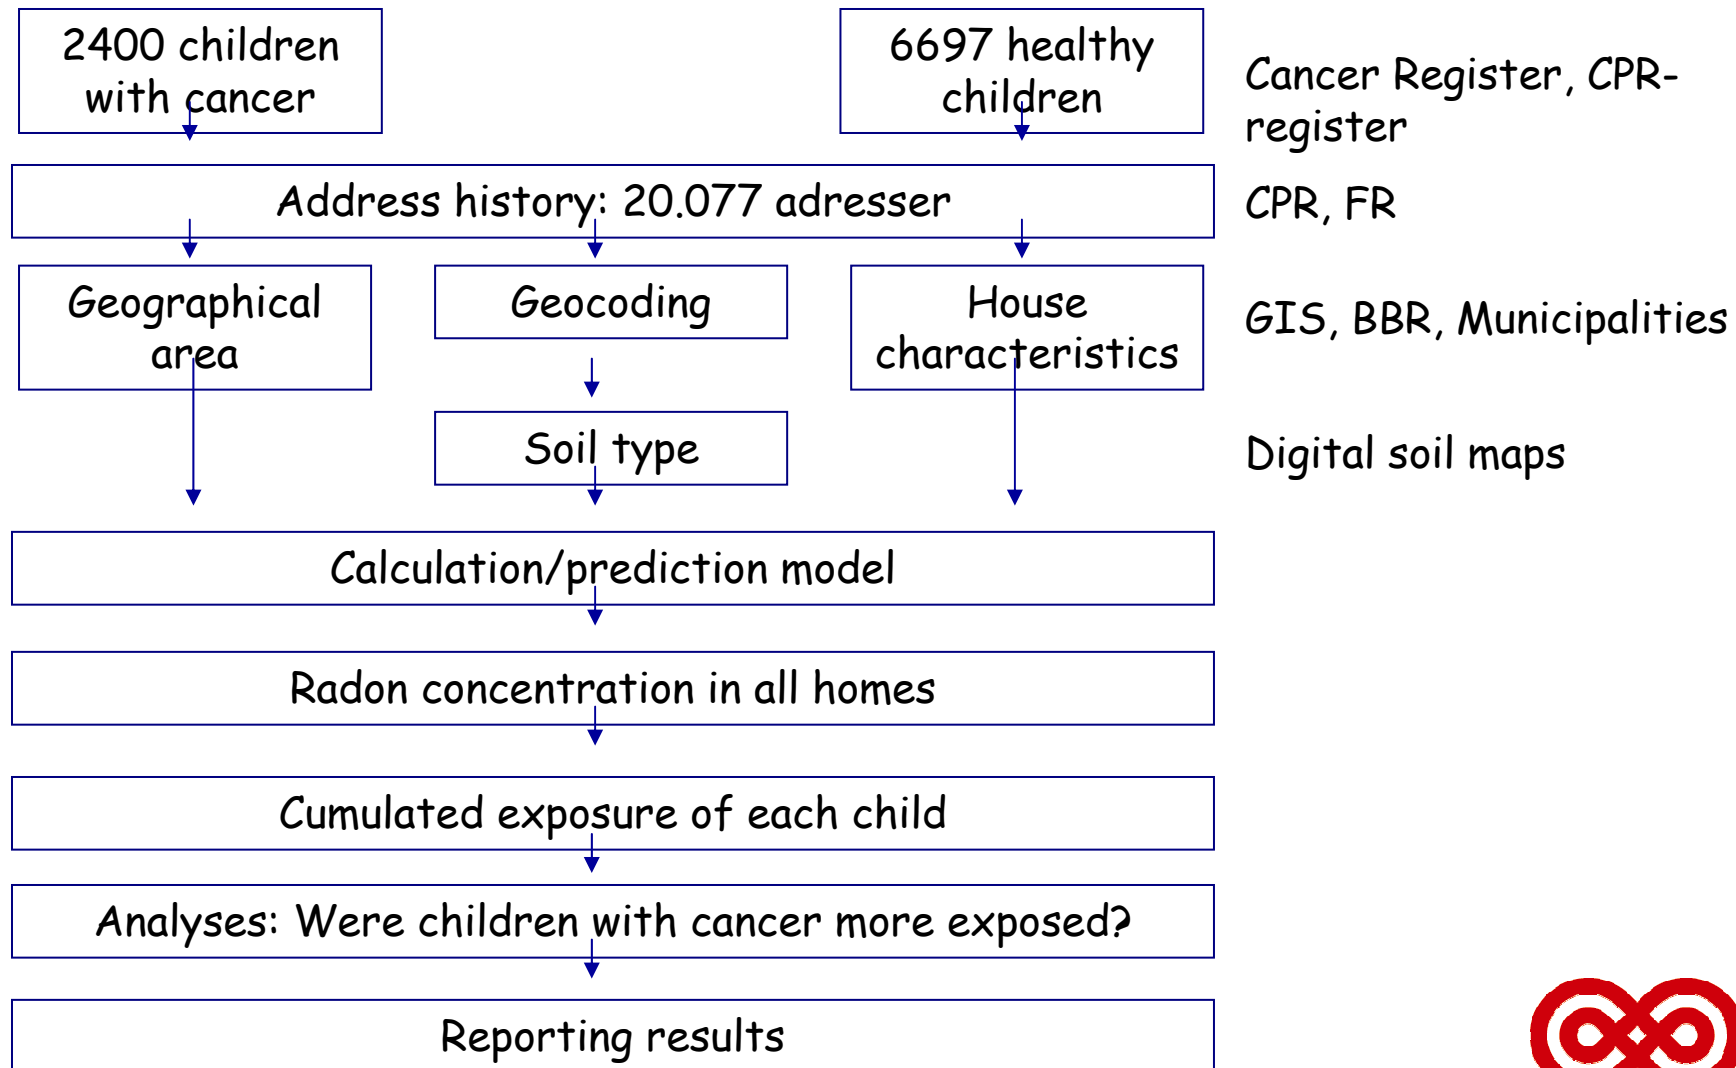 2400 children
with cancer
6697 healthy
children
Cancer Register, CPR-
register
Address history: 20.077 adresser
CPR, FR
Geographical
area
Geocoding
House
characteristics
GIS, BBR, Municipalities
Soil type
Digital soil maps
Calculation/prediction model
Radon concentration in all homes
Cumulated exposure of each child
Analyses: Were children with cancer more exposed?
Reporting results